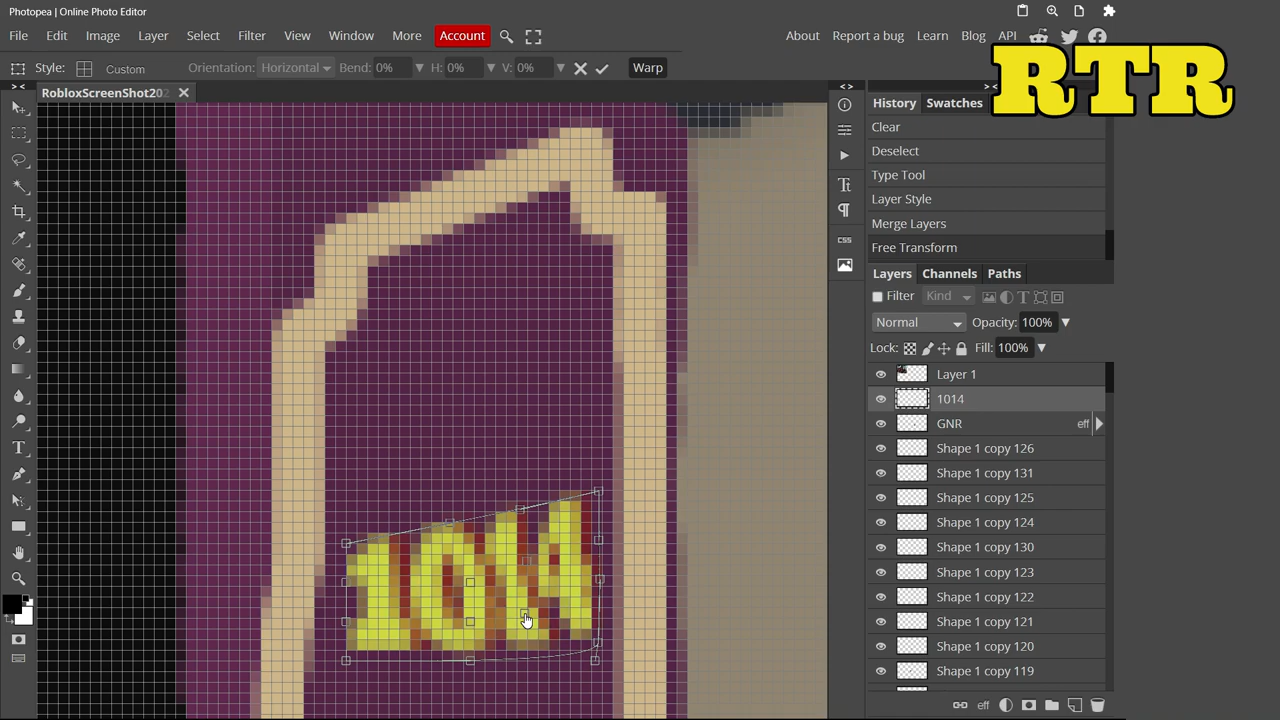 Photopea | Online Photo Editor
File Edit Image Layer Select Filter View Window More Account
About Report a bug Learn Blog API
Style: Custom Orientation: Horizontal Bend: 0% H: 0% V: 0% Warp
RTR
RobloxScreenShot202
History Swatches
Clear
Deselect
Type Tool
Layer Style
Merge Layers
Free Transform
CSS
Layers Channels Paths
Filter Kind
Normal Opacity: 100%
Lock: Fill: 100%
Layer 1
1014
GNR eff
Shape 1 copy 126
Shape 1 copy 131
Shape 1 copy 125
Shape 1 copy 124
Shape 1 copy 130
Shape 1 copy 123
Shape 1 copy 122
Shape 1 copy 121
Shape 1 copy 120
Shape 1 copy 119
eff
1014